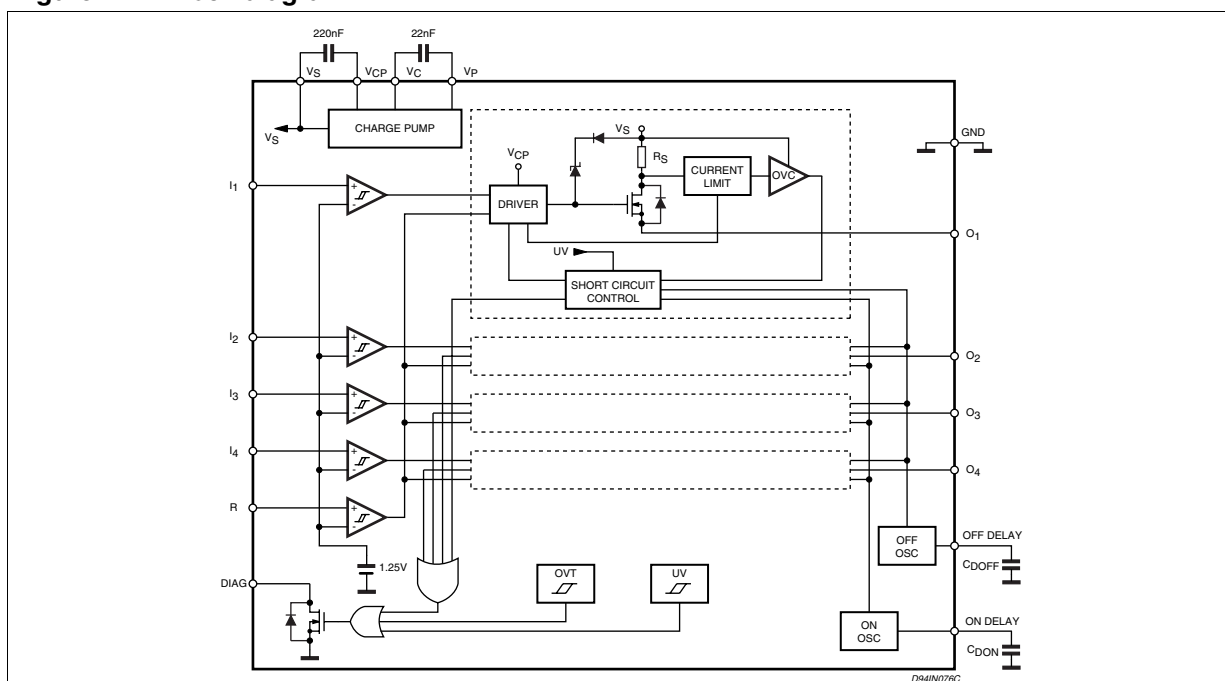 220nF 22nF
VS VCP VC VP
CHARGE PUMP
VS
GND
VS
VCP
RS
CURRENT
LIMIT
OVC
I1
DRIVER
O1
UV
SHORT CIRCUIT
CONTROL
I2
O2
I3
O3
I4
O4
R
OFF
OSC
OFF DELAY
CDOFF
1.25V
DIAG
OVT
UV
ON
OSC
ON DELAY
CDON
D94IN076C